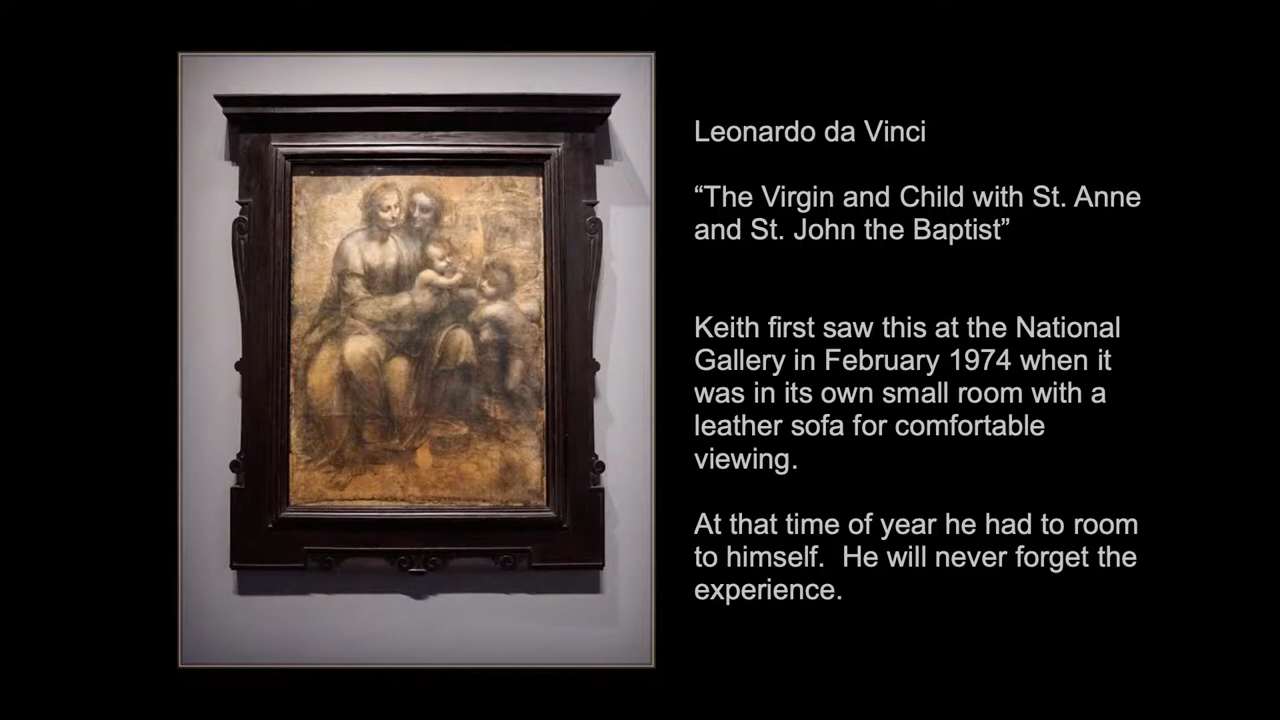 Leonardo da Vinci
“The Virgin and Child with St. Anne
and St. John the Baptist”
Keith first saw this at the National
Gallery in February 1974 when it
was in its own small room with a
leather sofa for comfortable
viewing.
At that time of year he had to room
to himself.  He will never forget the
experience.